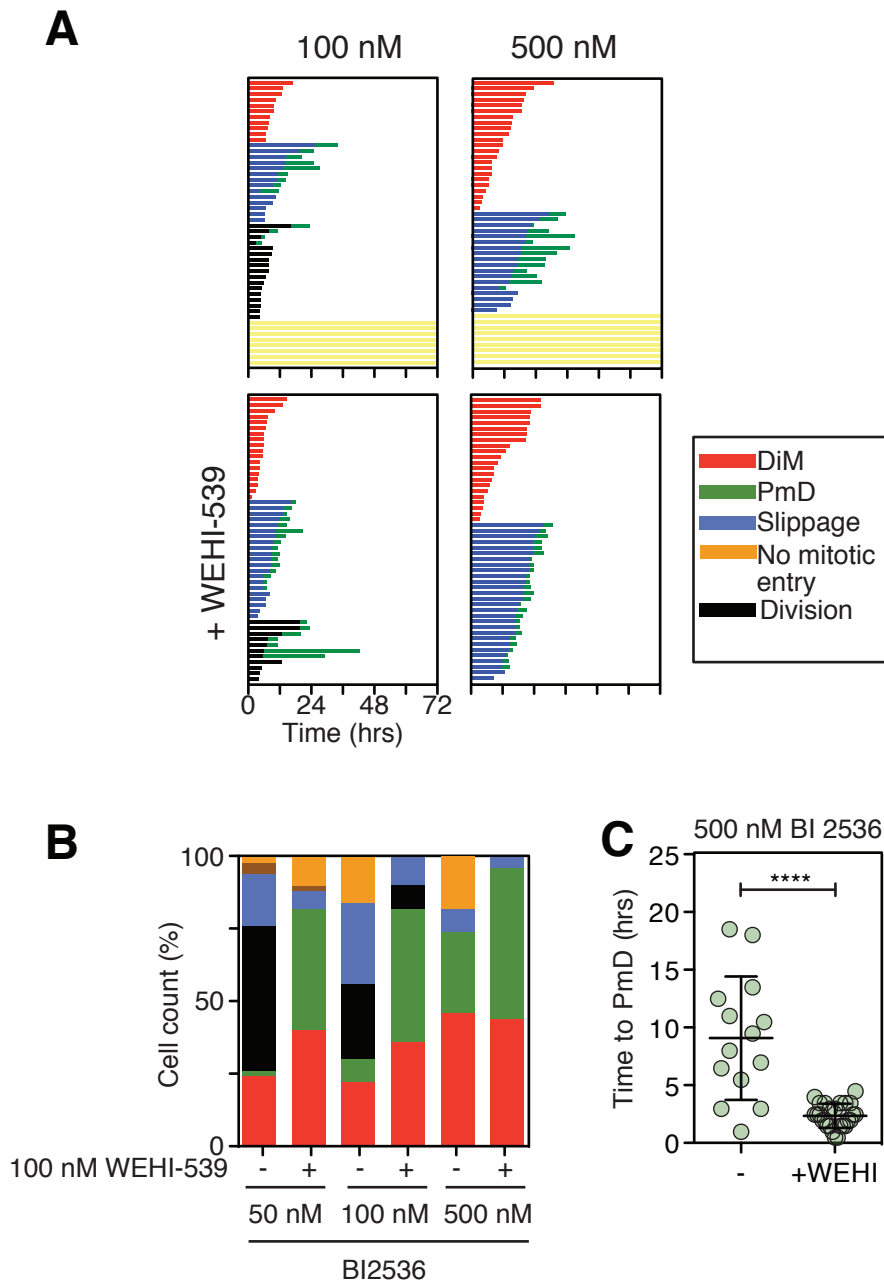 A
100 nM
500 nM
+ WEHI-539
0
24
48
72
Time (hrs)
DiM
PmD
Slippage
No mitotic
entry
Division
B
100
50
0
Cell count (%)
100 nM WEHI-539
-
+
-
+
-
+
50 nM
100 nM
500 nM
BI2536
C
500 nM BI 2536
****
25
20
15
10
5
0
Time to PmD (hrs)
-
+WEHI